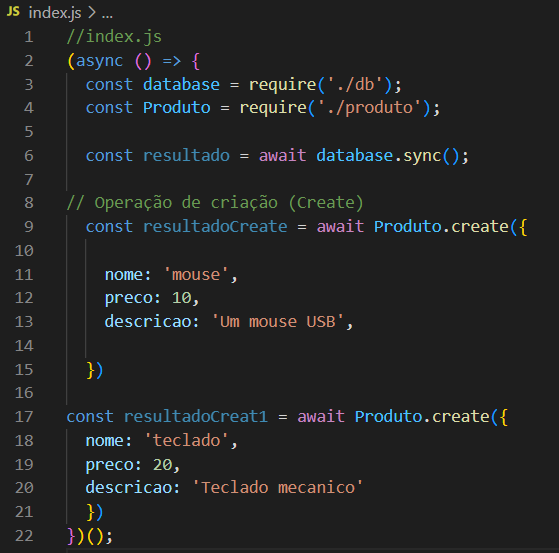 JS index.js > ...
1 //index.js
2 (async () => {
3   const database = require('./db');
4   const Produto = require('./produto');
5
6   const resultado = await database.sync();
7
8 // Operação de criação (Create)
9   const resultadoCreate = await Produto.create({
10
11     nome: 'mouse',
12     preco: 10,
13     descricao: 'Um mouse USB',
14
15   })
16
17 const resultadoCreat1 = await Produto.create({
18   nome: 'teclado',
19   preco: 20,
20   descricao: 'Teclado mecanico'
21   })
22 })();